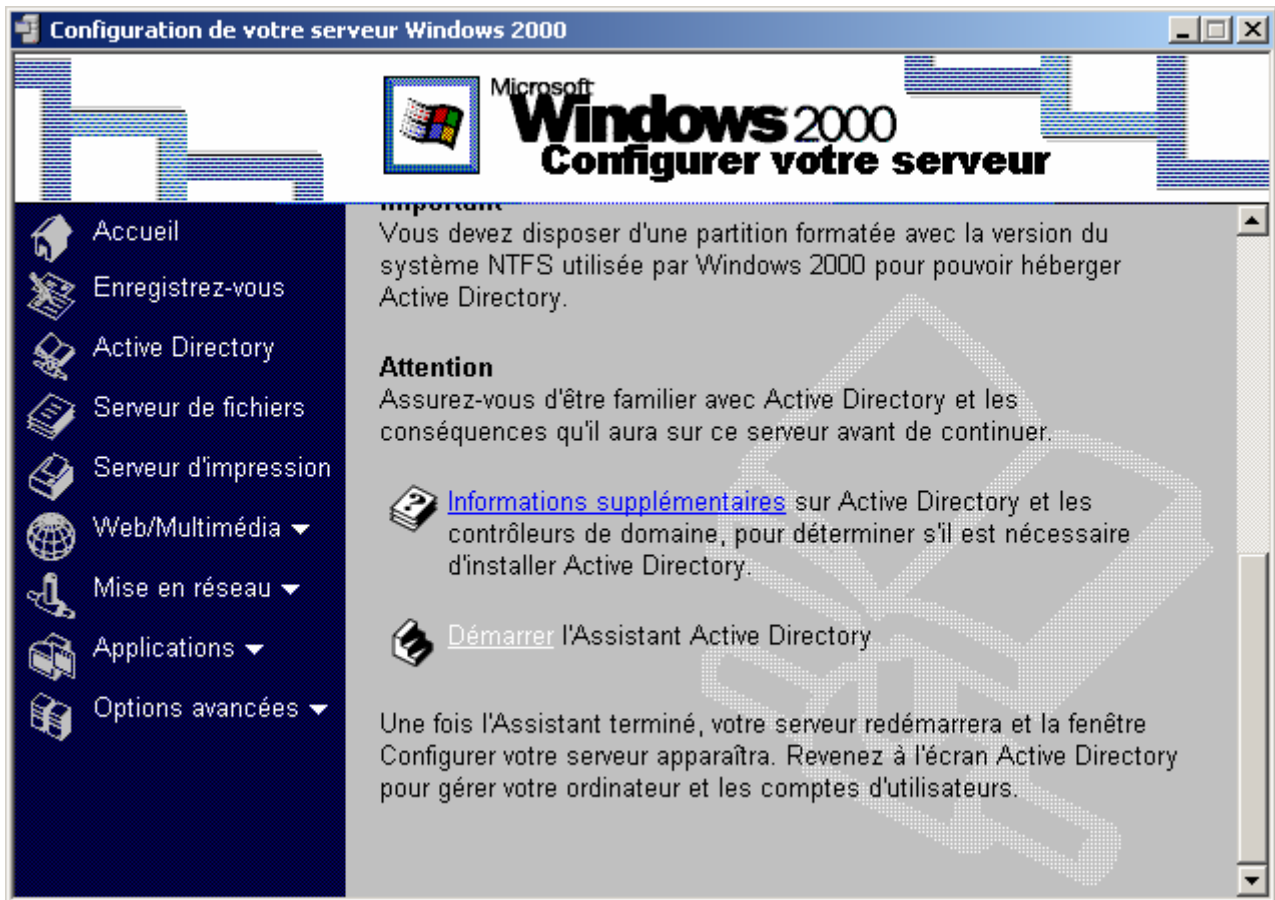 Configuration de votre serveur Windows 2000
Microsoft
Windows 2000
Configurer votre serveur
Accueil
Enregistrez-vous
Active Directory
Serveur de fichiers
Serveur d'impression
Web/Multimédia
Mise en réseau
Applications
Options avancées
Important
Vous devez disposer d'une partition formatée avec la version du
système NTFS utilisée par Windows 2000 pour pouvoir héberger
Active Directory.
Attention
Assurez-vous d'être familier avec Active Directory et les
conséquences qu'il aura sur ce serveur avant de continuer.
Informations supplémentaires sur Active Directory et les
contrôleurs de domaine, pour déterminer s'il est nécessaire
d'installer Active Directory.
Démarrer l'Assistant Active Directory
Une fois l'Assistant terminé, votre serveur redémarrera et la fenêtre
Configurer votre serveur apparaîtra. Revenez à l'écran Active Directory
pour gérer votre ordinateur et les comptes d'utilisateurs.